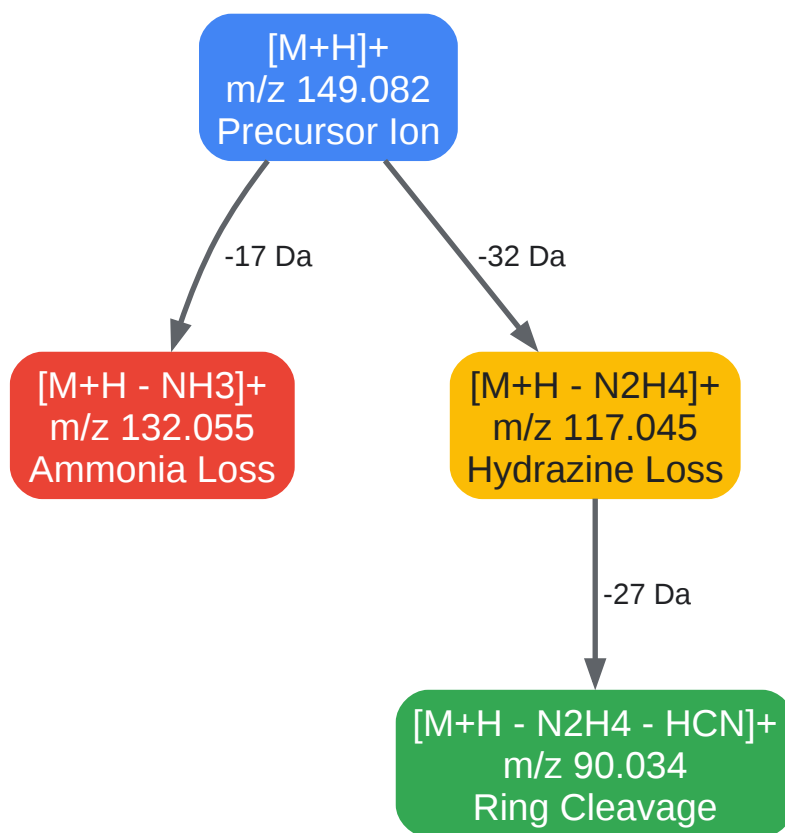 [M+H]+
m/z 149.082
Precursor Ion
-17 Da
-32 Da
[M+H - NH3]+
m/z 132.055
Ammonia Loss
[M+H - N2H4]+
m/z 117.045
Hydrazine Loss
-27 Da
[M+H - N2H4 - HCN]+
m/z 90.034
Ring Cleavage